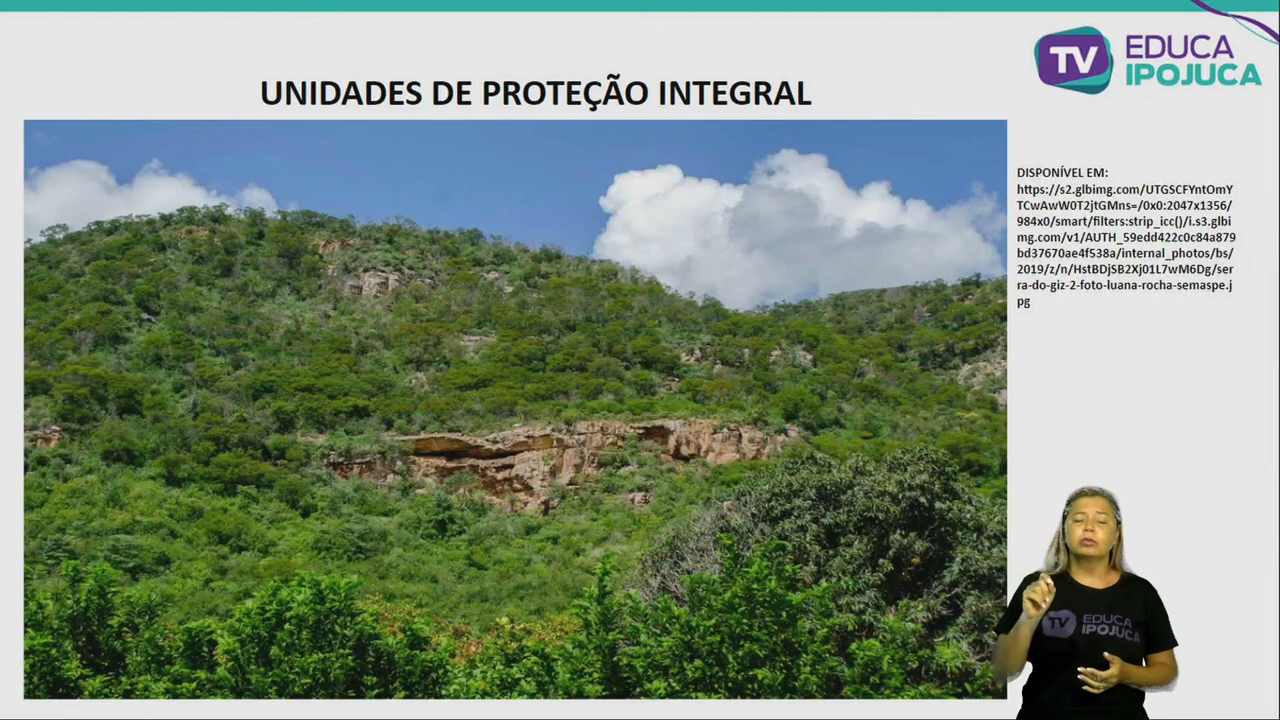 TV EDUCA
IPOJUCA
UNIDADES DE PROTEÇÃO INTEGRAL
DISPONÍVEL EM:
https://s2.glbimg.com/UTGSCFYntOmY
TCwAwW0T2jtGMns=/0x0:2047x1356/
984x0/smart/filters:strip_icc()/i.s3.glbi
mg.com/v1/AUTH_59edd422c0c84a879
bd37670ae4f538a/internal_photos/bs/
2019/z/n/HstBDjSB2Xj01L7wM6Dg/ser
ra-do-giz-2-foto-luana-rocha-semaspe.j
pg
TV EDUCA
IPOJUCA